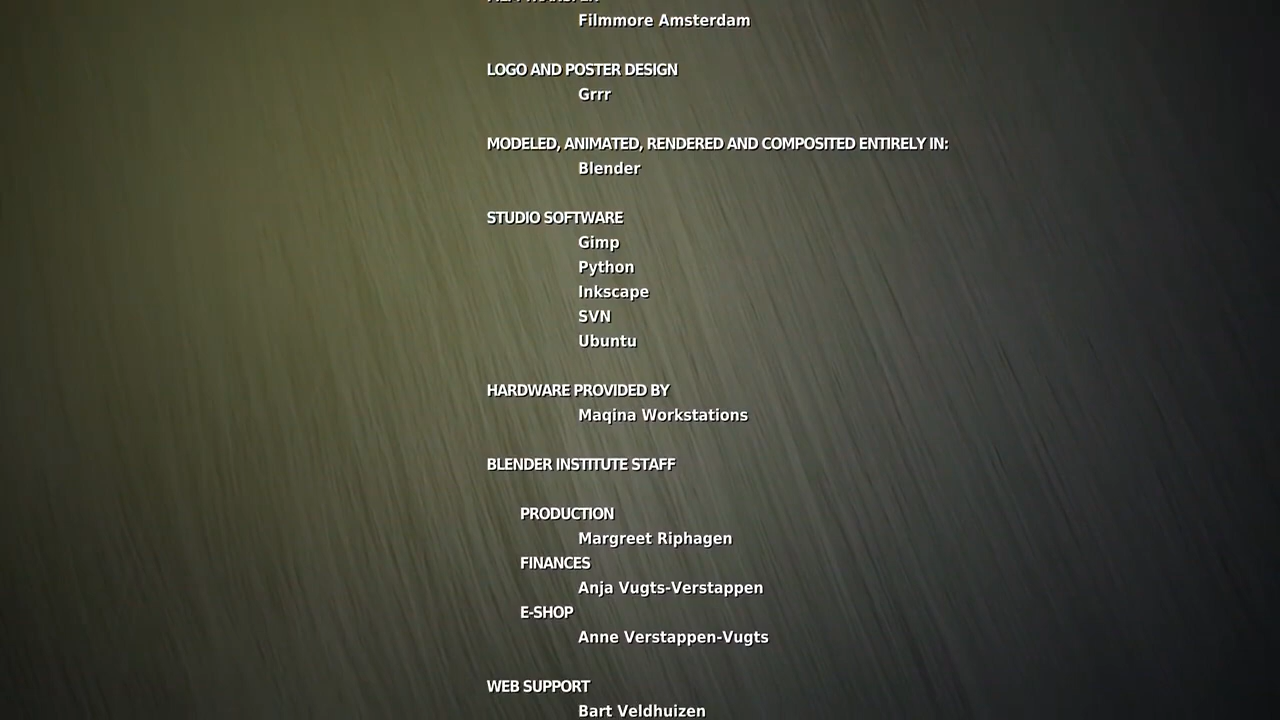 Filmmore Amsterdam
LOGO AND POSTER DESIGN
Grrr
MODELED, ANIMATED, RENDERED AND COMPOSITED ENTIRELY IN:
Blender
STUDIO SOFTWARE
Gimp
Python
Inkscape
SVN
Ubuntu
HARDWARE PROVIDED BY
Maqina Workstations
BLENDER INSTITUTE STAFF
PRODUCTION
Margreet Riphagen
FINANCES
Anja Vugts-Verstappen
E-SHOP
Anne Verstappen-Vugts
WEB SUPPORT
Bart Veldhuizen